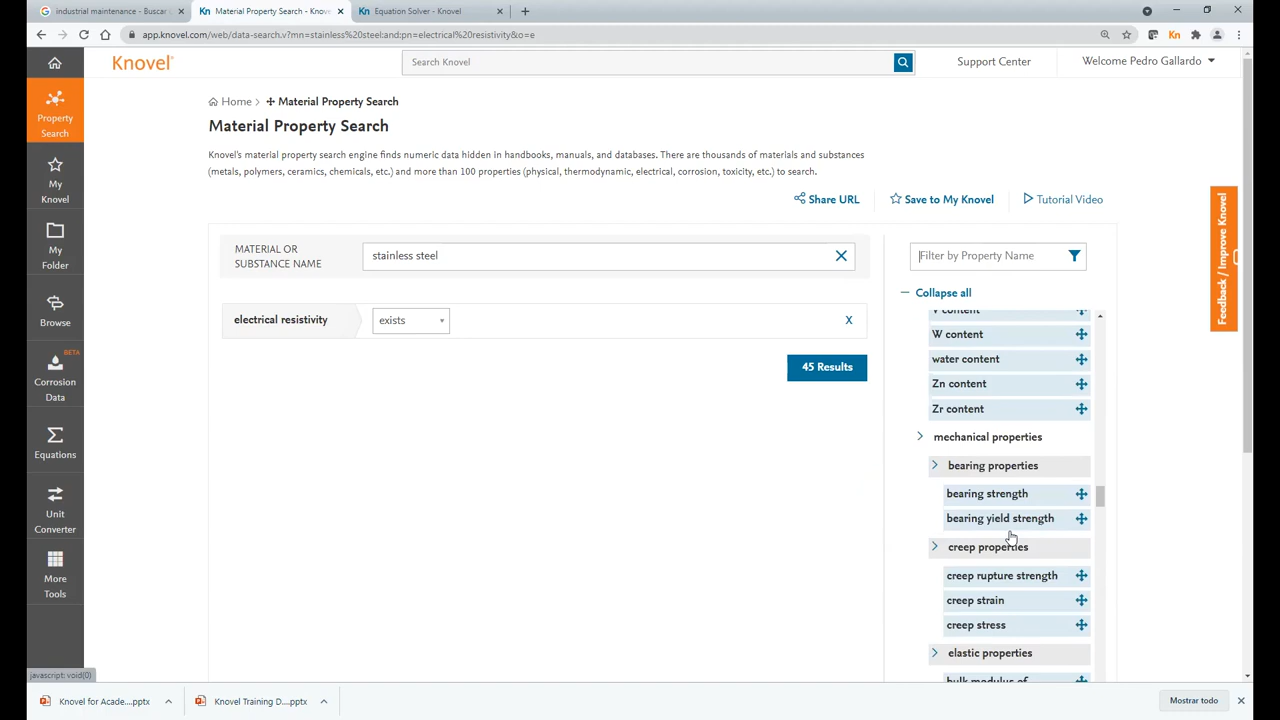 industrial maintenance - Buscar
Material Property Search - Knove
Kn Equation Solver - Knovel
app.knovel.com/web/data-search.v?mn=stainless%20steel:and:pn=electrical%20resistivity&o=e
Kn
Knovel®
Search Knovel
Support Center
Welcome Pedro Gallardo
Property
Search
My
Knovel
My
Folder
Browse
BETA
Corrosion
Data
Equations
Unit
Converter
More
Tools
Home > Material Property Search
Material Property Search
Knovel's material property search engine finds numeric data hidden in handbooks, manuals, and databases. There are thousands of materials and substances
(metals, polymers, ceramics, chemicals, etc.) and more than 100 properties (physical, thermodynamic, electrical, corrosion, toxicity, etc.) to search.
Share URL
Save to My Knovel
Tutorial Video
MATERIAL OR
SUBSTANCE NAME
stainless steel
electrical resistivity
exists
X
45 Results
Filter by Property Name
Collapse all
V content
W content
water content
Zn content
Zr content
mechanical properties
bearing properties
bearing strength
bearing yield strength
creep properties
creep rupture strength
creep strain
creep stress
elastic properties
bulk modulus of
Feedback / Improve Knovel
javascript: void(0)
Knovel for Acade....pptx
Knovel Training D....pptx
Mostrar todo